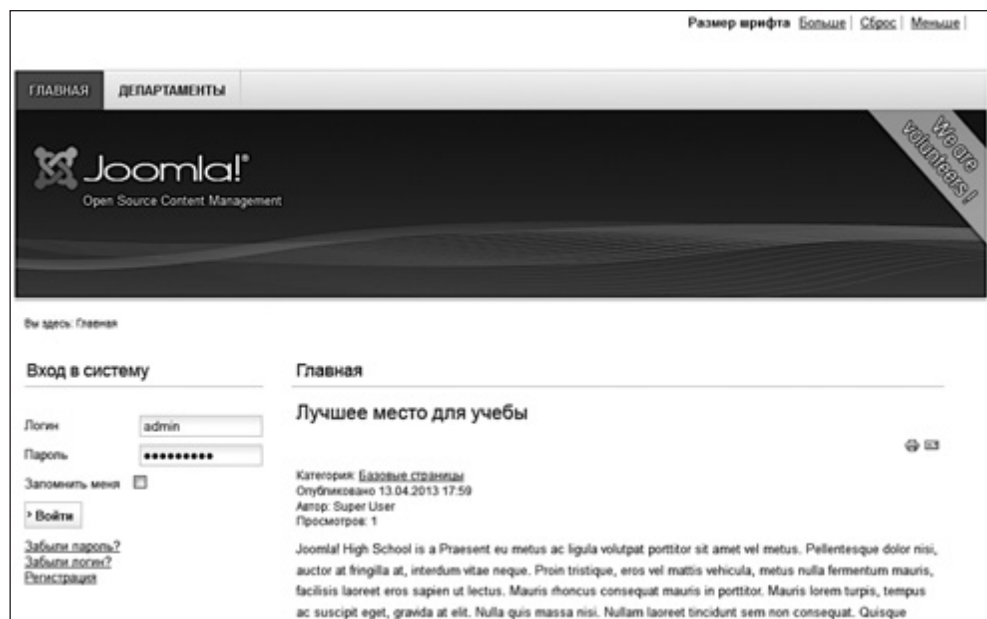 Размер шрифта Больше | Сброс | Меньше |
ГЛАВНАЯ ДЕПАРТАМЕНТЫ
We are
volunteers!
Joomla!®
Open Source Content Management
Вы здесь: Главная
Вход в систему
Логин admin
Пароль •••••••••
Запомнить меня
Войти
Забыли пароль?
Забыли логин?
Регистрация
Главная
Лучшее место для учебы
Категория: Базовые страницы
Опубликовано 13.04.2013 17:59
Автор: Super User
Просмотров: 1
Joomla! High School is a Praesent eu metus ac ligula volutpat porttitor sit amet vel metus. Pellentesque dolor nisi,
auctor at fringilla at, interdum vitae neque. Proin tristique, eros vel mattis vehicula, metus nulla fermentum mauris,
facilisis laoreet eros sapien ut lectus. Mauris rhoncus consequat mauris in porttitor. Mauris lorem turpis, tempus
ac suscipit eget, gravida at elit. Nulla quis massa nisi. Nullam laoreet tincidunt sem non consequat. Quisque